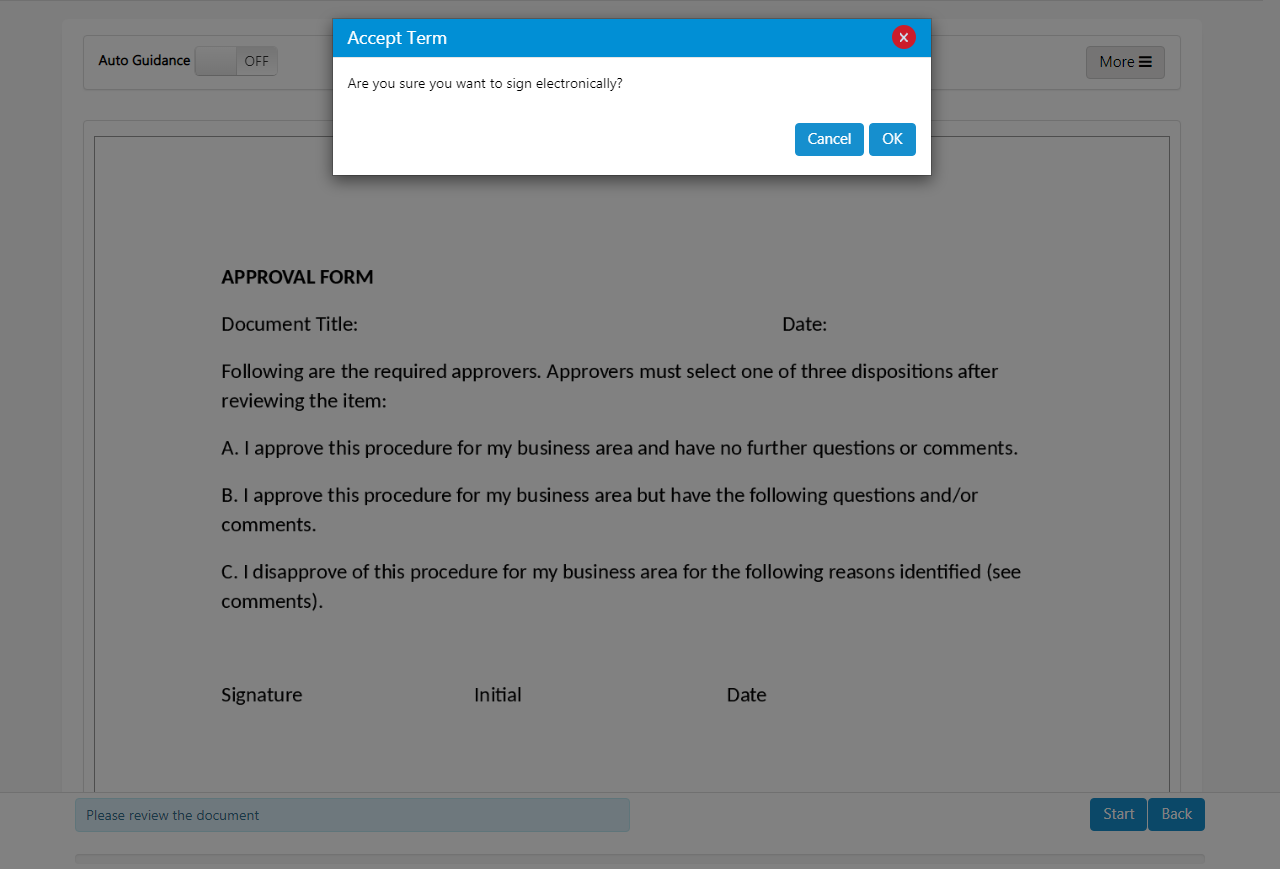 Accept Term
Are you sure you want to sign electronically?
Cancel OK
Auto Guidance OFF More
APPROVAL FORM
Document Title: Date:
Following are the required approvers. Approvers must select one of three dispositions after
reviewing the item:
A. I approve this procedure for my business area and have no further questions or comments.
B. I approve this procedure for my business area but have the following questions and/or
comments.
C. I disapprove of this procedure for my business area for the following reasons identified (see
comments).
Signature Initial Date
Please review the document Start Back